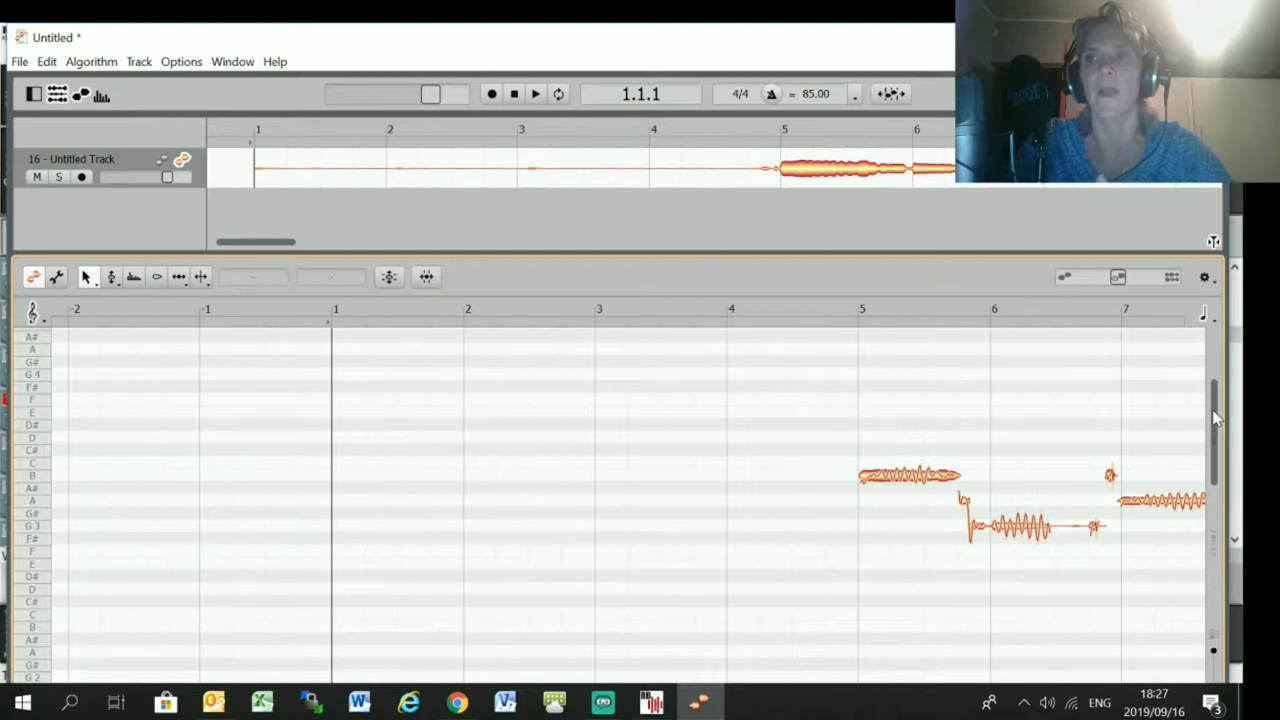 Untitled *
File Edit Algorithm Track Options Window Help
1.1.1 4/4 = 85.00
1 2 3 4 5 6
16 - Untitled Track
M S
-2 -1 1 2 3 4 5 6 7
A#
A
G#
G 4
F#
F
E
D#
D
C#
C
B
A#
A
G#
G 3
F#
F
E
D#
D
C#
C
B
A#
A
G#
G 2
RODE
ENG
18:27
2019/09/16
3